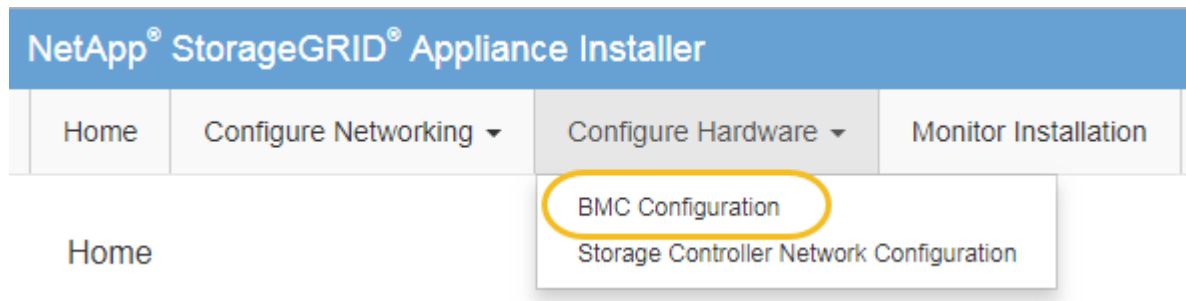 NetApp® StorageGRID® Appliance Installer
Home Configure Networking Configure Hardware Monitor Installation
BMC Configuration
Home
Storage Controller Network Configuration